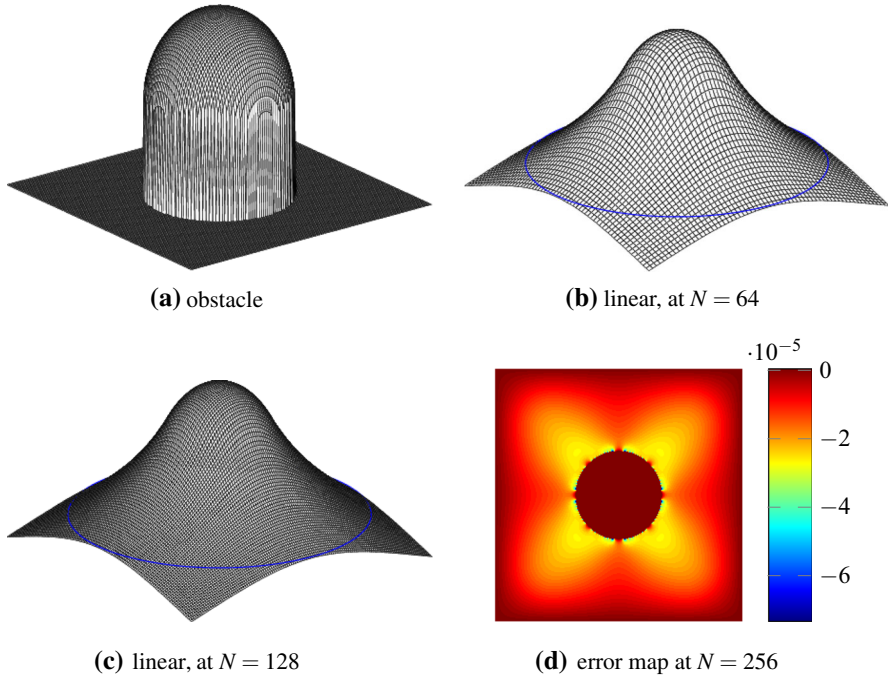 (a) obstacle
(b) linear, at N = 64
(c) linear, at N = 128
·10⁻⁵
0
−2
−4
−6
(d) error map at N = 256